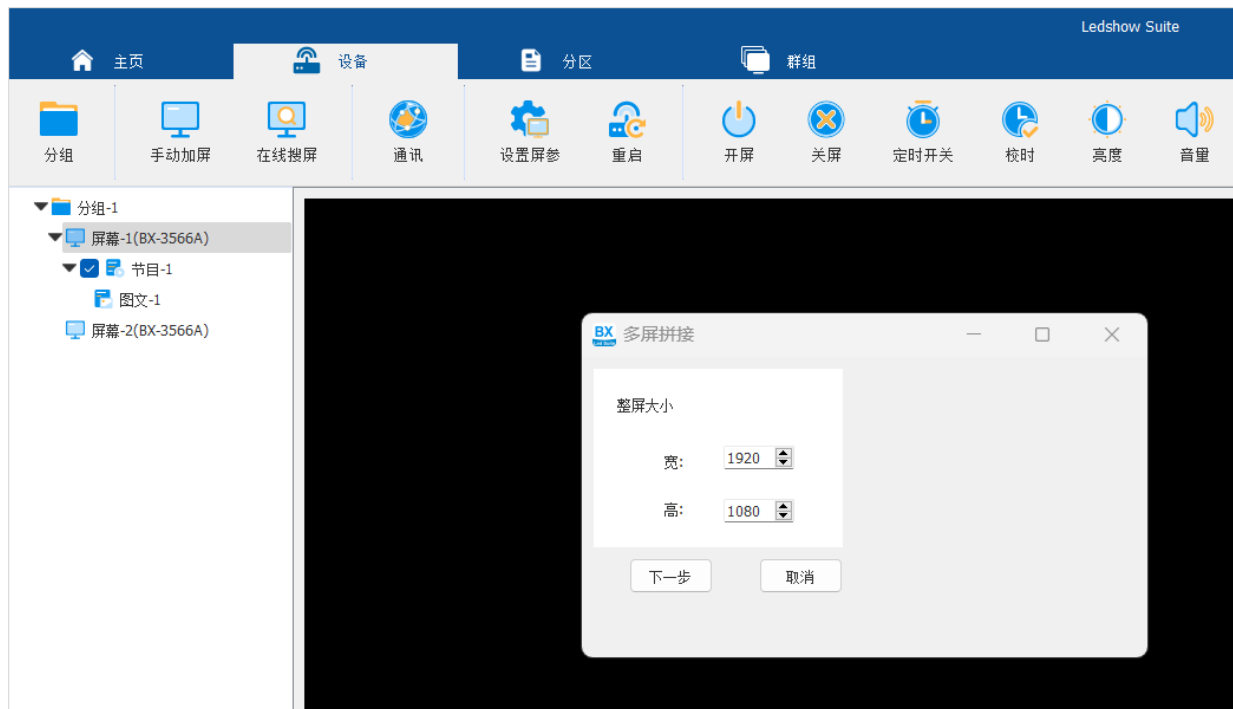 Ledshow Suite
主页 设备 分区 群组
分组 手动加屏 在线搜屏 通讯 设置屏参 重启 开屏 关屏 定时开关 校时 亮度 音量
分组-1
屏幕-1(BX-3566A)
节目-1
图文-1
屏幕-2(BX-3566A)
BX 多屏拼接
整屏大小
宽: 1920
高: 1080
下一步 取消